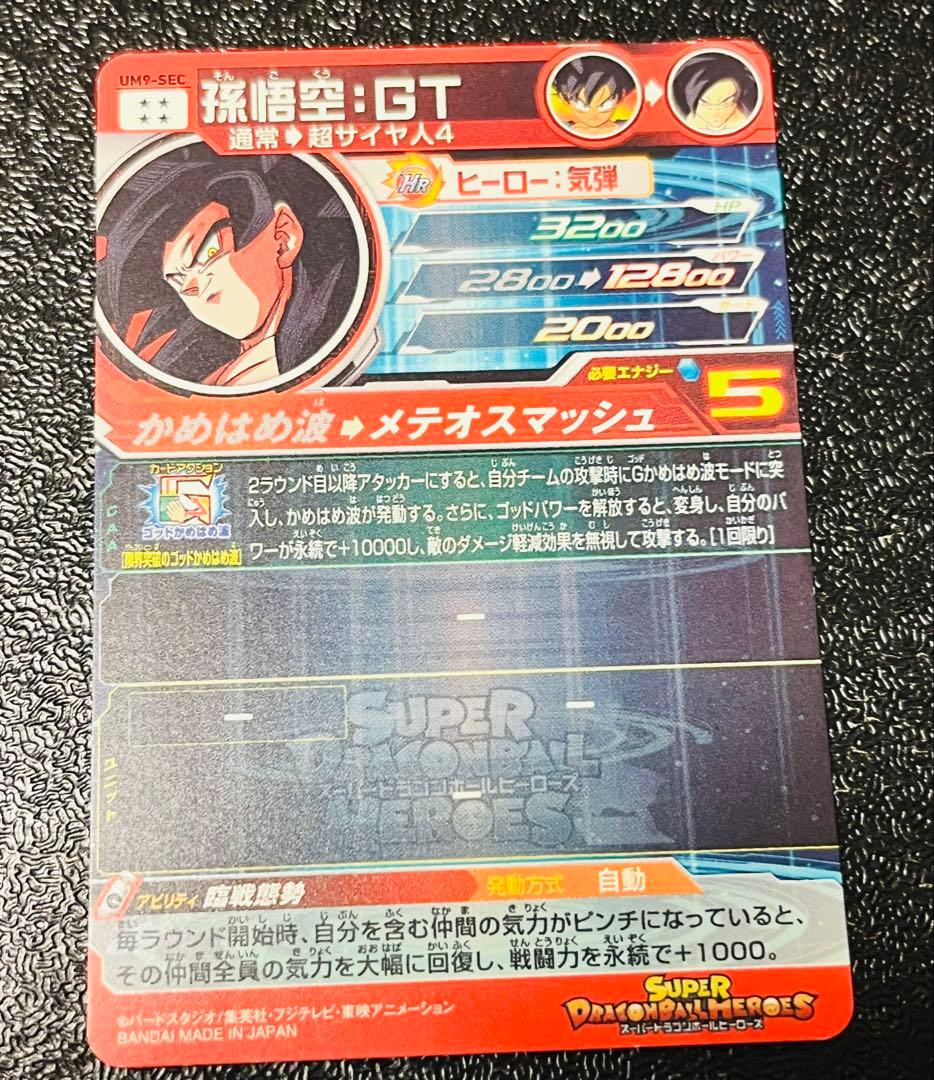 UM9-SEC
孫悟空:GT
通常➡超サイヤ人4
HR ヒーロー:気弾
HP
3200
パワー
2800➡12800
ガード
2000
必要エナジー 5
かめはめ波➡メテオスマッシュ
カードアクション
ゴッドかめはめ波
[限界突破のゴッドかめはめ波]
2ラウンド目以降アタッカーにすると、自分チームの攻撃時にGかめはめ波モードに突
入し、かめはめ波が発動する。さらに、ゴッドパワーを解放すると、変身し、自分のパ
ワーが永続で+10000し、敵のダメージ軽減効果を無視して攻撃する。[1回限り]
CAA
ー
ユニット
ー ー
ー
SUPER
DRAGONBALL
スーパードラゴンボールヒーローズ
HEROES
アビリティ 臨戦態勢 発動方式 自動
毎ラウンド開始時、自分を含む仲間の気力がピンチになっていると、
その仲間全員の気力を大幅に回復し、戦闘力を永続で+1000。
©バードスタジオ/集英社・フジテレビ・東映アニメーション
BANDAI MADE IN JAPAN
SUPER
DRAGONBALL HEROES
スーパードラゴンボールヒーローズ